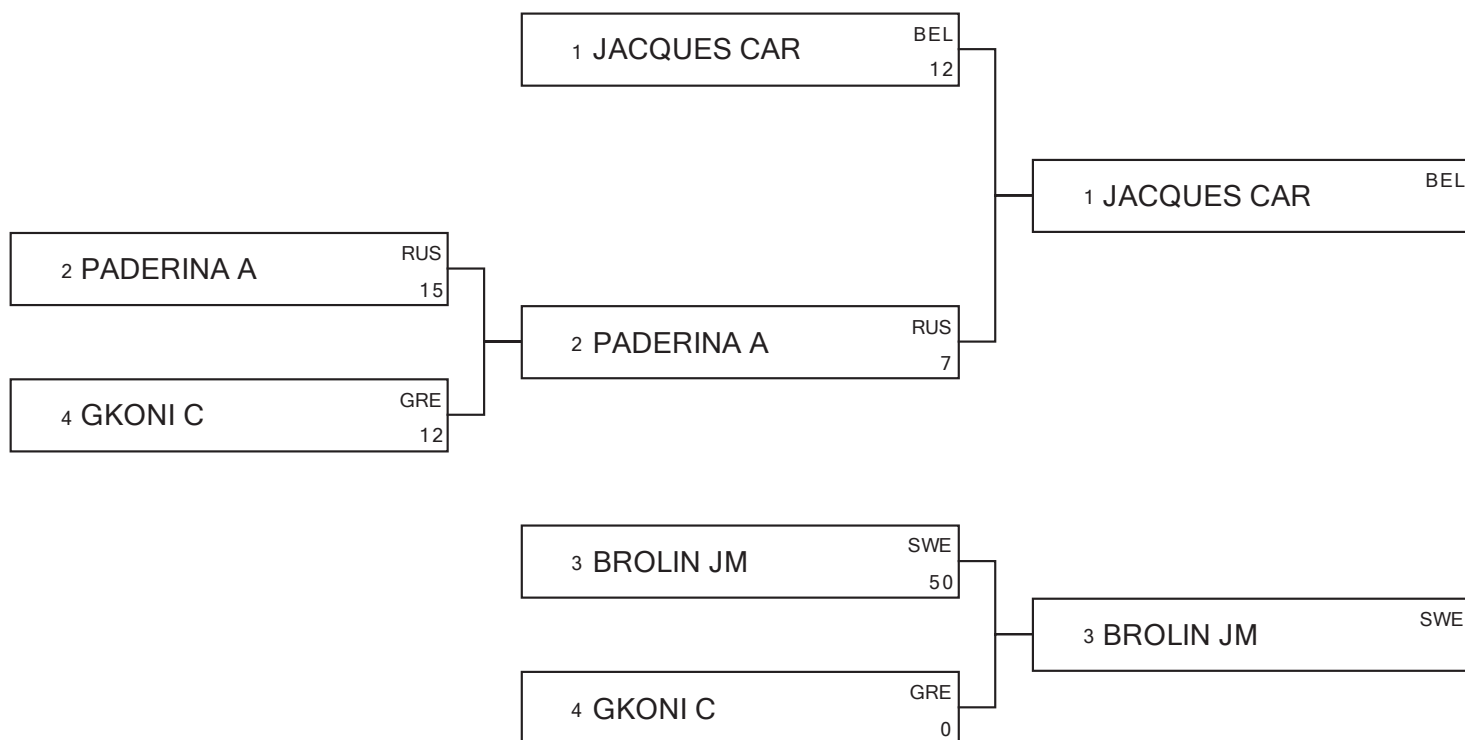 1 JACQUES CAR BEL
12
1 JACQUES CAR BEL
2 PADERINA A RUS
15
2 PADERINA A RUS
7
4 GKONI C GRE
12
3 BROLIN JM SWE
50
3 BROLIN JM SWE
4 GKONI C GRE
0